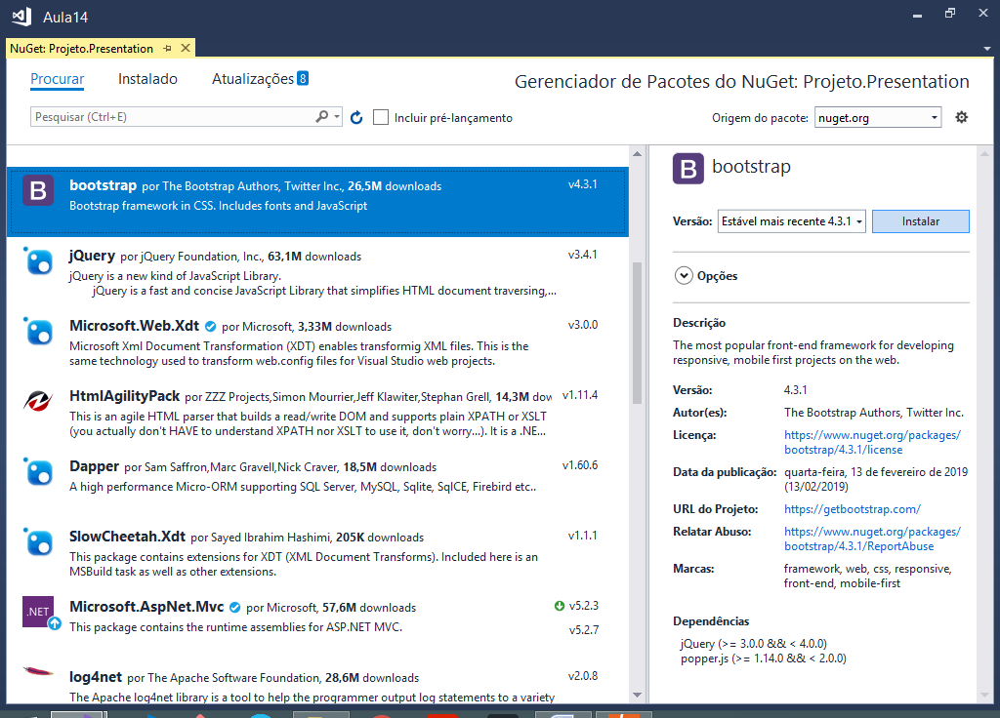 Aula14
NuGet: Projeto.Presentation
Procurar Instalado Atualizações 8
Gerenciador de Pacotes do NuGet: Projeto.Presentation
Pesquisar (Ctrl+E)
Incluir pré-lançamento
Origem do pacote: nuget.org
B
bootstrap por The Bootstrap Authors, Twitter Inc., 26,5M downloads v4.3.1
Bootstrap framework in CSS. Includes fonts and JavaScript
jQuery por jQuery Foundation, Inc., 63,1M downloads v3.4.1
jQuery is a new kind of JavaScript Library.
jQuery is a fast and concise JavaScript Library that simplifies HTML document traversing,...
Microsoft.Web.Xdt por Microsoft, 3,33M downloads v3.0.0
Microsoft Xml Document Transformation (XDT) enables transformig XML files. This is the
same technology used to transform web.config files for Visual Studio web projects.
HtmlAgilityPack por ZZZ Projects,Simon Mourrier,Jeff Klawiter,Stephan Grell, 14,3M dow v1.11.4
This is an agile HTML parser that builds a read/write DOM and supports plain XPATH or XSLT
(you actually don't HAVE to understand XPATH nor XSLT to use it, don't worry...). It is a .NE...
Dapper por Sam Saffron,Marc Gravell,Nick Craver, 18,5M downloads v1.60.6
A high performance Micro-ORM supporting SQL Server, MySQL, Sqlite, SqlCE, Firebird etc..
SlowCheetah.Xdt por Sayed Ibrahim Hashimi, 205K downloads v1.1.1
This package contains extensions for XDT (XML Document Transforms). Included here is an
MSBuild task as well as other extensions.
.NET
Microsoft.AspNet.Mvc por Microsoft, 57,6M downloads v5.2.3
This package contains the runtime assemblies for ASP.NET MVC. v5.2.7
log4net por The Apache Software Foundation, 28,6M downloads v2.0.8
The Apache log4net library is a tool to help the programmer output log statements to a variety
B bootstrap
Versão: Estável mais recente 4.3.1 Instalar
Opções
Descrição
The most popular front-end framework for developing
responsive, mobile first projects on the web.
Versão: 4.3.1
Autor(es): The Bootstrap Authors, Twitter Inc.
Licença: https://www.nuget.org/packages/
bootstrap/4.3.1/license
Data da publicação: quarta-feira, 13 de fevereiro de 2019
(13/02/2019)
URL do Projeto: https://getbootstrap.com/
Relatar Abuso: https://www.nuget.org/packages/
bootstrap/4.3.1/ReportAbuse
Marcas: framework, web, css, responsive,
front-end, mobile-first
Dependências
jQuery (>= 3.0.0 && < 4.0.0)
popper.js (>= 1.14.0 && < 2.0.0)